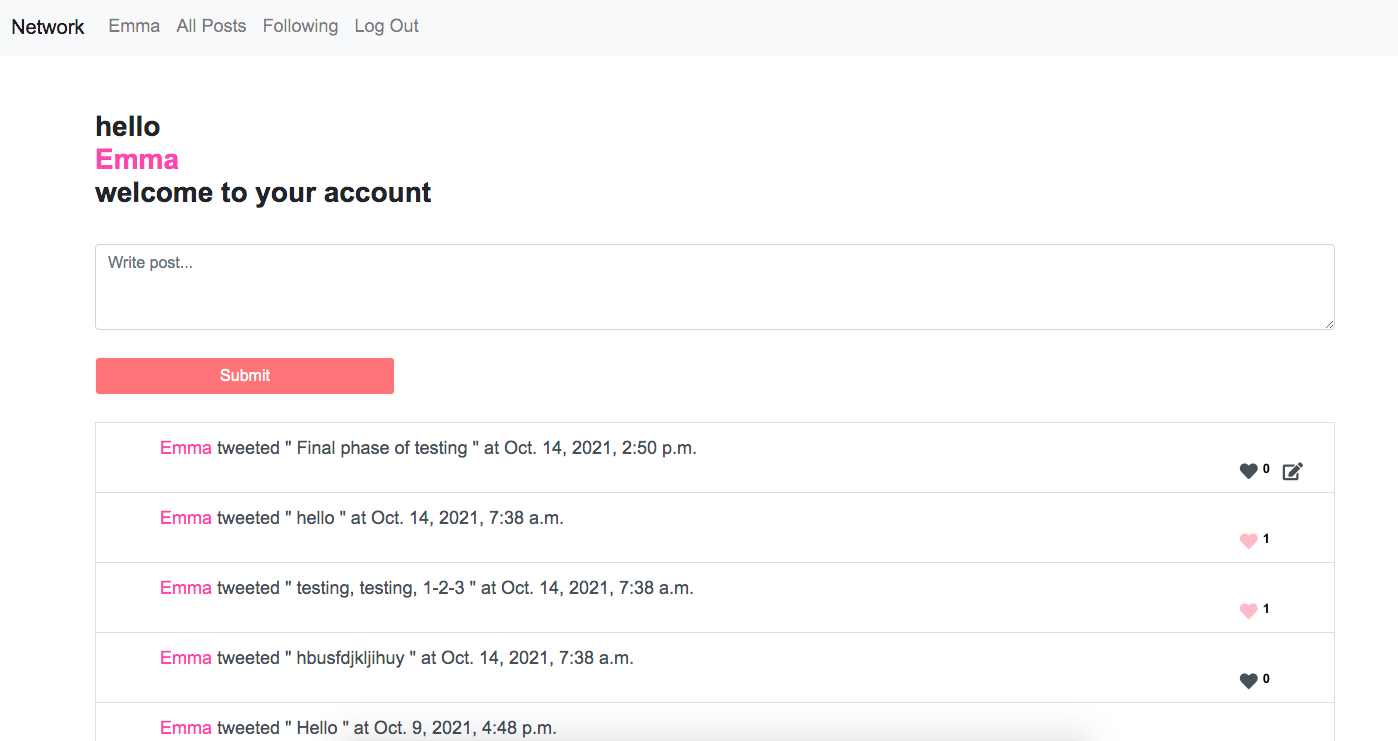 Network Emma All Posts Following Log Out
hello
Emma
welcome to your account
Write post...
Submit
Emma tweeted " Final phase of testing " at Oct. 14, 2021, 2:50 p.m.
0
Emma tweeted " hello " at Oct. 14, 2021, 7:38 a.m.
1
Emma tweeted " testing, testing, 1-2-3 " at Oct. 14, 2021, 7:38 a.m.
1
Emma tweeted " hbusfdjkljihuy " at Oct. 14, 2021, 7:38 a.m.
0
Emma tweeted " Hello " at Oct. 9, 2021, 4:48 p.m.